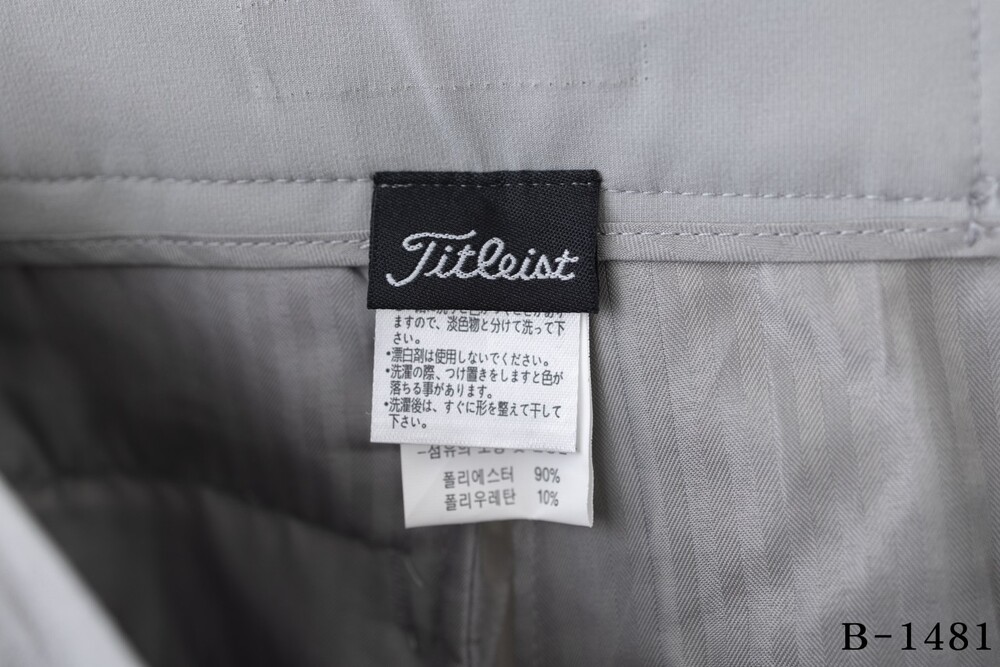 Titleist
ますので、淡色物と分けて洗って下
さい。
•漂白剤は使用しないでください。
•洗濯の際、つけ置きをしますと色が
落ちる事があります。
•洗濯後は、すぐに形を整えて干して
下さい。
폴리에스터 90%
폴리우레탄 10%
B-1481